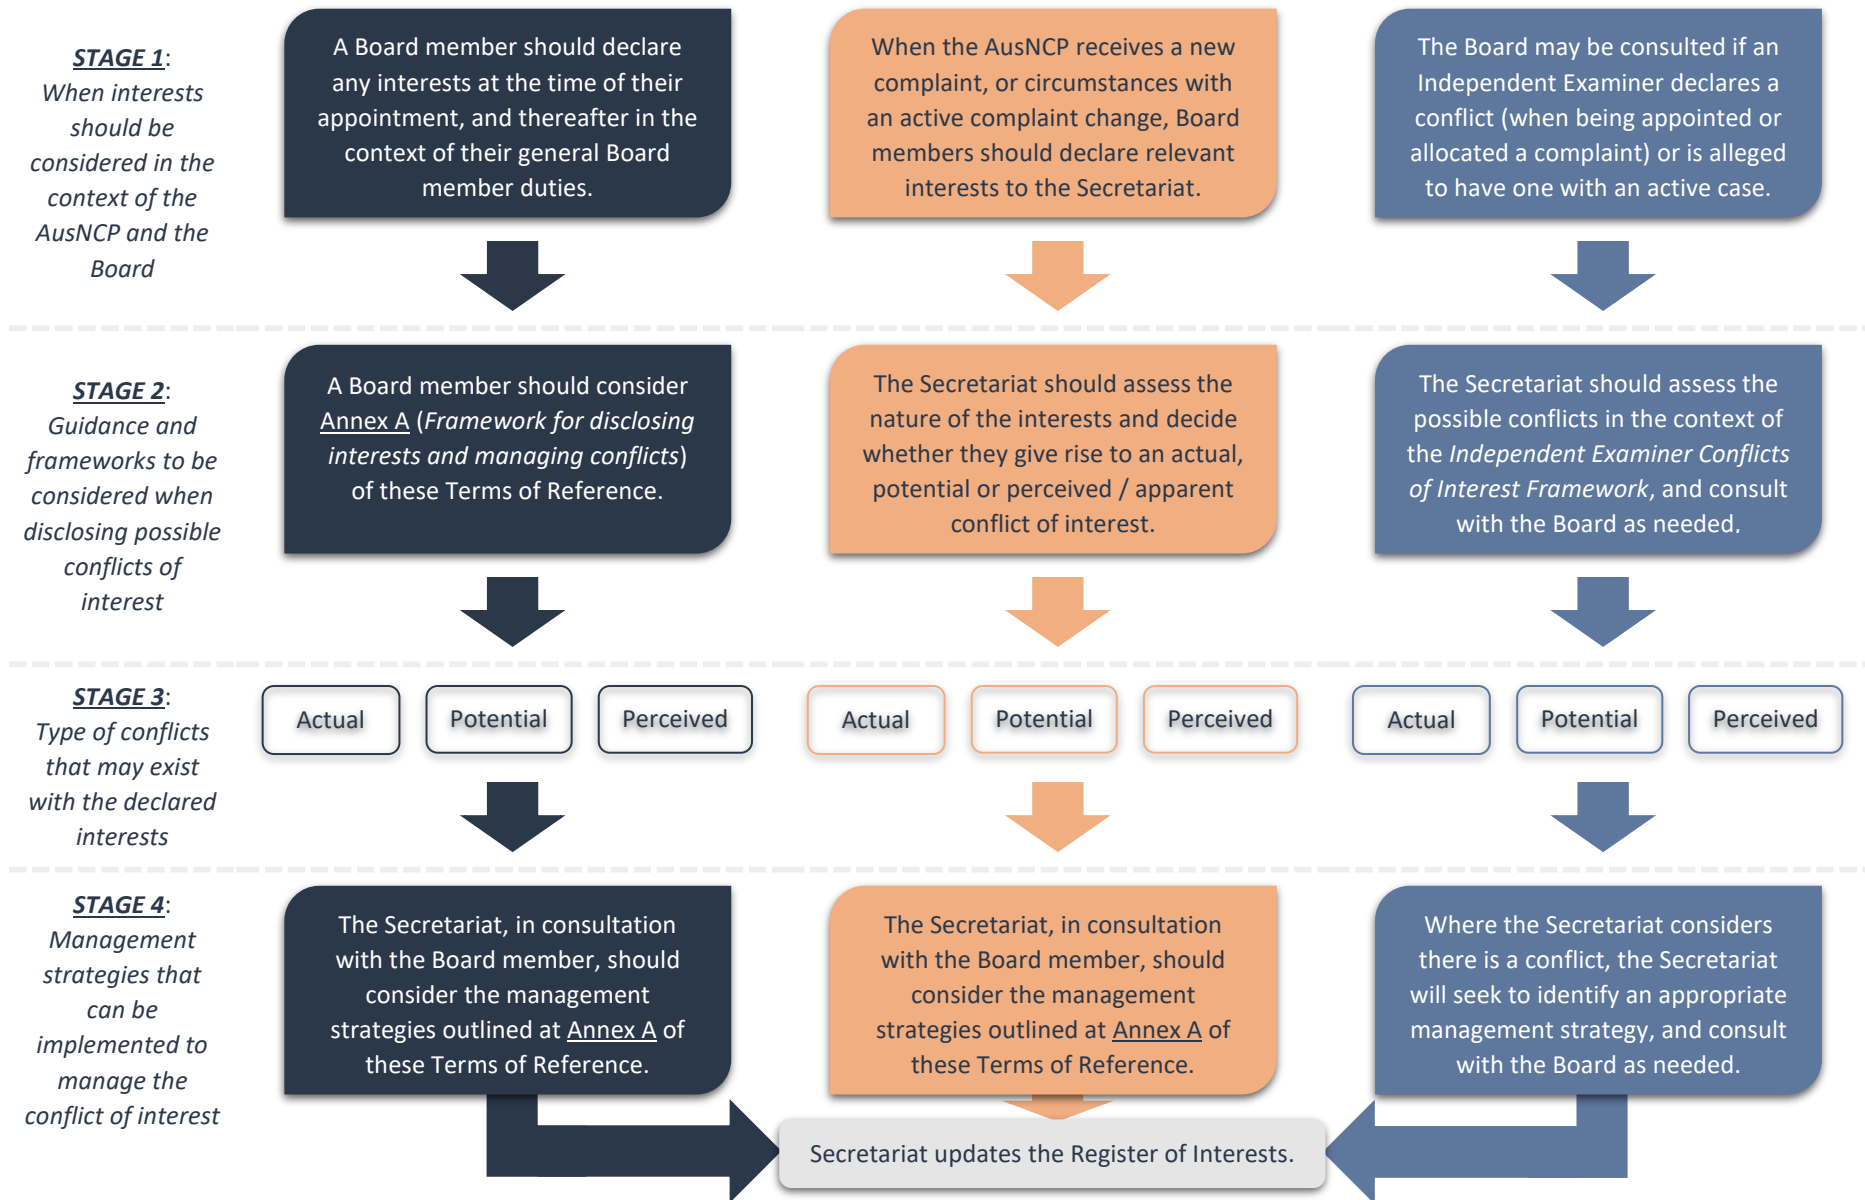 STAGE 1:
When interests
should be
considered in the
context of the
AusNCP and the
Board
A Board member should declare
any interests at the time of their
appointment, and thereafter in the
context of their general Board
member duties.
When the AusNCP receives a new
complaint, or circumstances with
an active complaint change, Board
members should declare relevant
interests to the Secretariat.
The Board may be consulted if an
Independent Examiner declares a
conflict (when being appointed or
allocated a complaint) or is alleged
to have one with an active case.
STAGE 2:
Guidance and
frameworks to be
considered when
disclosing possible
conflicts of
interest
A Board member should consider
Annex A (Framework for disclosing
interests and managing conflicts)
of these Terms of Reference.
The Secretariat should assess the
nature of the interests and decide
whether they give rise to an actual,
potential or perceived / apparent
conflict of interest.
The Secretariat should assess the
possible conflicts in the context of
the Independent Examiner Conflicts
of Interest Framework, and consult
with the Board as needed.
STAGE 3:
Type of conflicts
that may exist
with the declared
interests
Actual
Potential
Perceived
Actual
Potential
Perceived
Actual
Potential
Perceived
STAGE 4:
Management
strategies that
can be
implemented to
manage the
conflict of interest
The Secretariat, in consultation
with the Board member, should
consider the management
strategies outlined at Annex A of
these Terms of Reference.
The Secretariat, in consultation
with the Board member, should
consider the management
strategies outlined at Annex A of
these Terms of Reference.
Where the Secretariat considers
there is a conflict, the Secretariat
will seek to identify an appropriate
management strategy, and consult
with the Board as needed.
Secretariat updates the Register of Interests.